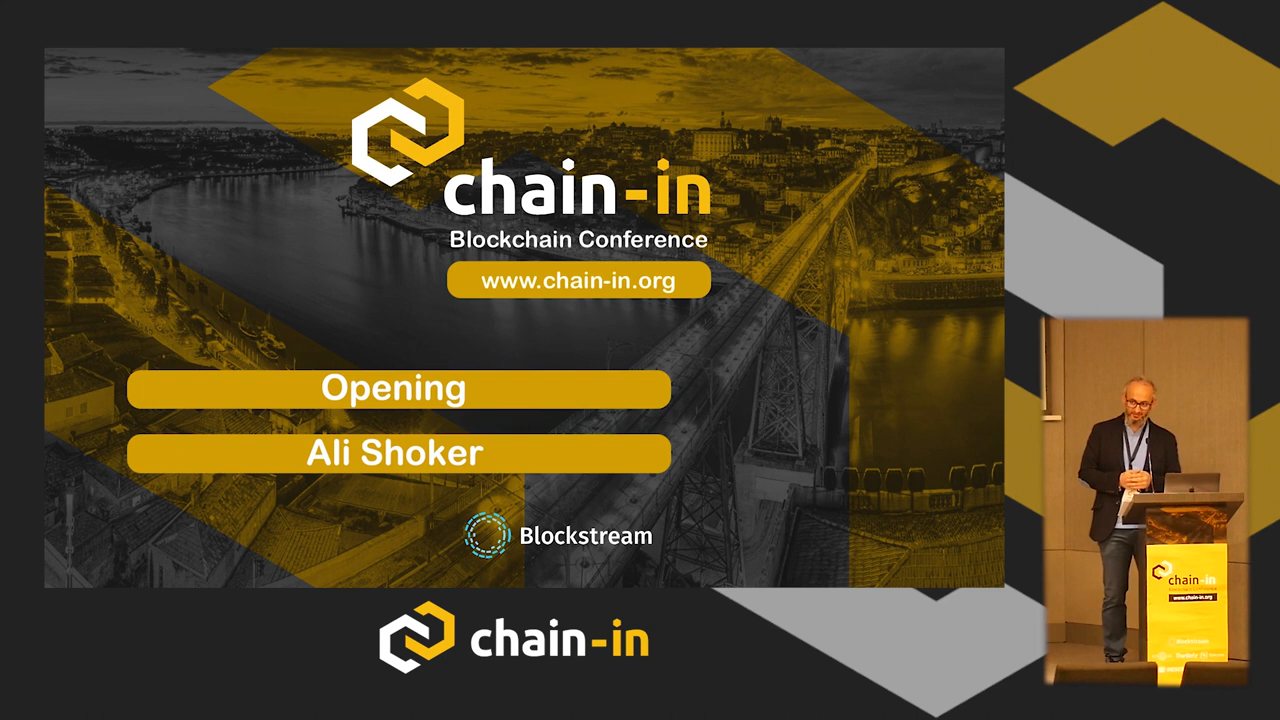 chain-in
Blockchain Conference
www.chain-in.org
Opening
Ali Shoker
Blockstream
chain-in
chain-in
www.chain-in.org
Blockstream